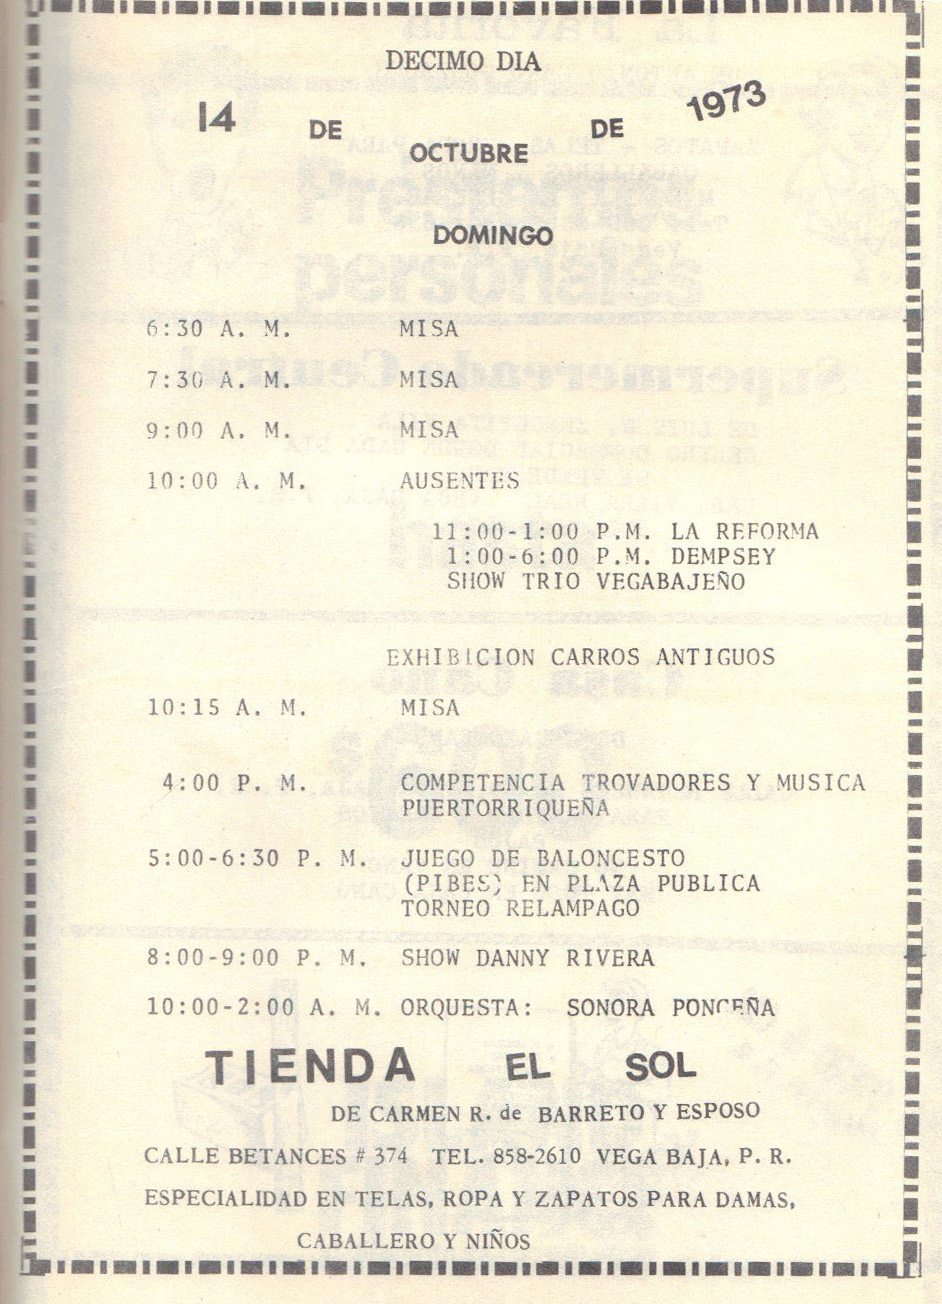 DECIMO DIA
14 DE OCTUBRE DE 1973
DOMINGO
6:30 A. M. MISA
7:30 A. M. MISA
9:00 A. M. MISA
10:00 A. M. AUSENTES
11:00-1:00 P.M. LA REFORMA
1:00-6:00 P.M. DEMPSEY
SHOW TRIO VEGABAJEÑO
EXHIBICION CARROS ANTIGUOS
10:15 A. M. MISA
4:00 P. M. COMPETENCIA TROVADORES Y MUSICA
PUERTORRIQUEÑA
5:00-6:30 P. M. JUEGO DE BALONCESTO
(PIBES) EN PLAZA PUBLICA
TORNEO RELAMPAGO
8:00-9:00 P. M. SHOW DANNY RIVERA
10:00-2:00 A. M. ORQUESTA: SONORA PONCEÑA
TIENDA EL SOL
DE CARMEN R. de BARRETO Y ESPOSO
CALLE BETANCES # 374 TEL. 858-2610 VEGA BAJA, P. R.
ESPECIALIDAD EN TELAS, ROPA Y ZAPATOS PARA DAMAS,
CABALLERO Y NIÑOS